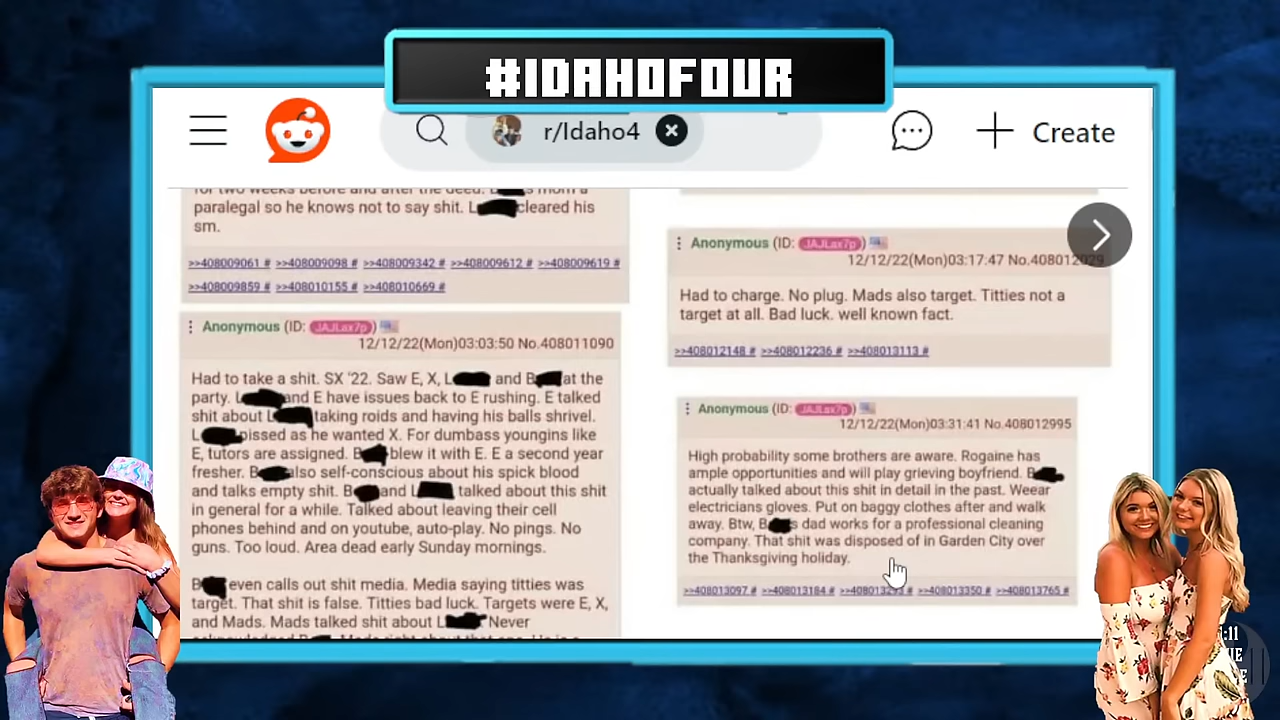 #IDAHOFOUR
r/Idaho4
Create
for two weeks before and after the deed. B s mom a
paralegal so he knows not to say shit. L cleared his
sm.
>>408009061 # >>408009098 # >>408009342 # >>408009612 # >>408009619 #
>>408009859 # >>408010155 # >>408010669 #
Anonymous (ID: JAJLax7p)
12/12/22(Mon)03:03:50 No.408011090
Had to take a shit. SX '22. Saw E, X, L and B at the
party. L and E have issues back to E rushing. E talked
shit about L taking roids and having his balls shrivel.
L pissed as he wanted X. For dumbass youngins like
E, tutors are assigned. B blew it with E. E a second year
fresher. B also self-conscious about his spick blood
and talks empty shit. B and L talked about this shit
in general for a while. Talked about leaving their cell
phones behind and on youtube, auto-play. No pings. No
guns. Too loud. Area dead early Sunday mornings.
B even calls out shit media. Media saying titties was
target. That shit is false. Titties bad luck. Targets were E, X,
and Mads. Mads talked shit about L Never
Anonymous (ID: JAJLax7p)
12/12/22(Mon)03:17:47 No.408012029
Had to charge. No plug. Mads also target. Titties not a
target at all. Bad luck. well known fact.
>>408012148 # >>408012236 # >>408013113 #
Anonymous (ID: JAJLax7p)
12/12/22(Mon)03:31:41 No.408012995
High probability some brothers are aware. Rogaine has
ample opportunities and will play grieving boyfriend. B
actually talked about this shit in detail in the past. Weear
electricians gloves. Put on baggy clothes after and walk
away. Btw, B s dad works for a professional cleaning
company. That shit was disposed of in Garden City over
the Thanksgiving holiday.
>>408013097 # >>408013184 # >>408013293 # >>408013350 # >>408013765 #